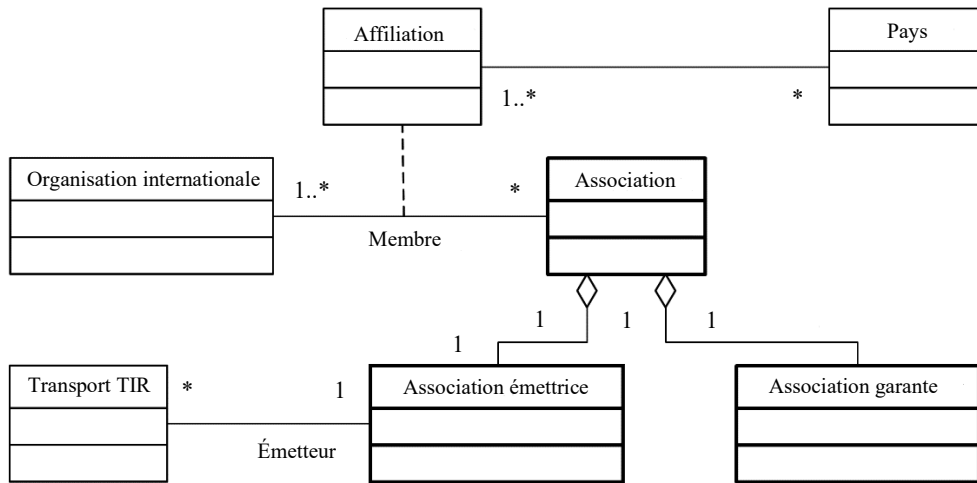 Affiliation
Pays
1..*
*
Organisation internationale
1..*
*
Association
Membre
1
1
1
1
Transport TIR
*
1
Association émettrice
Association garante
Émetteur